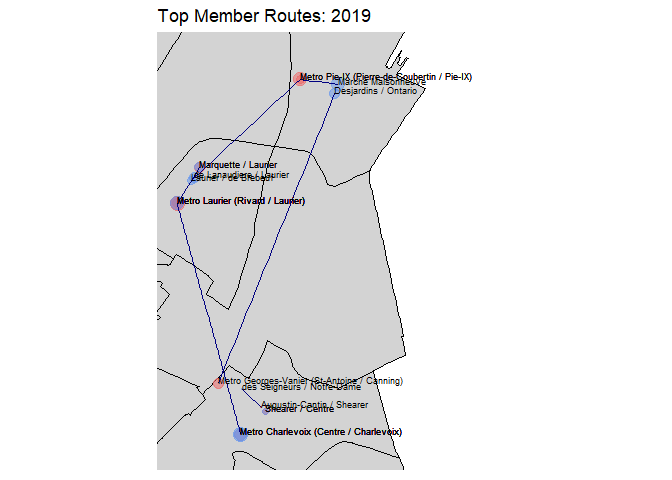 Top Member Routes: 2019
Metro Pie-IX (Pierre-de-Coubertin / Pie-IX)
Marché Maisonneuve
Desjardins / Ontario
Marquette / Laurier
de Lanaudière / Laurier
Laurier / de Brébeuf
Metro Laurier (Rivard / Laurier)
Metro Georges-Vanier (St-Antoine / Canning)
des Seigneurs / Notre-Dame
Augustin-Cantin / Shearer
Shearer / Centre
Metro Charlevoix (Centre / Charlevoix)